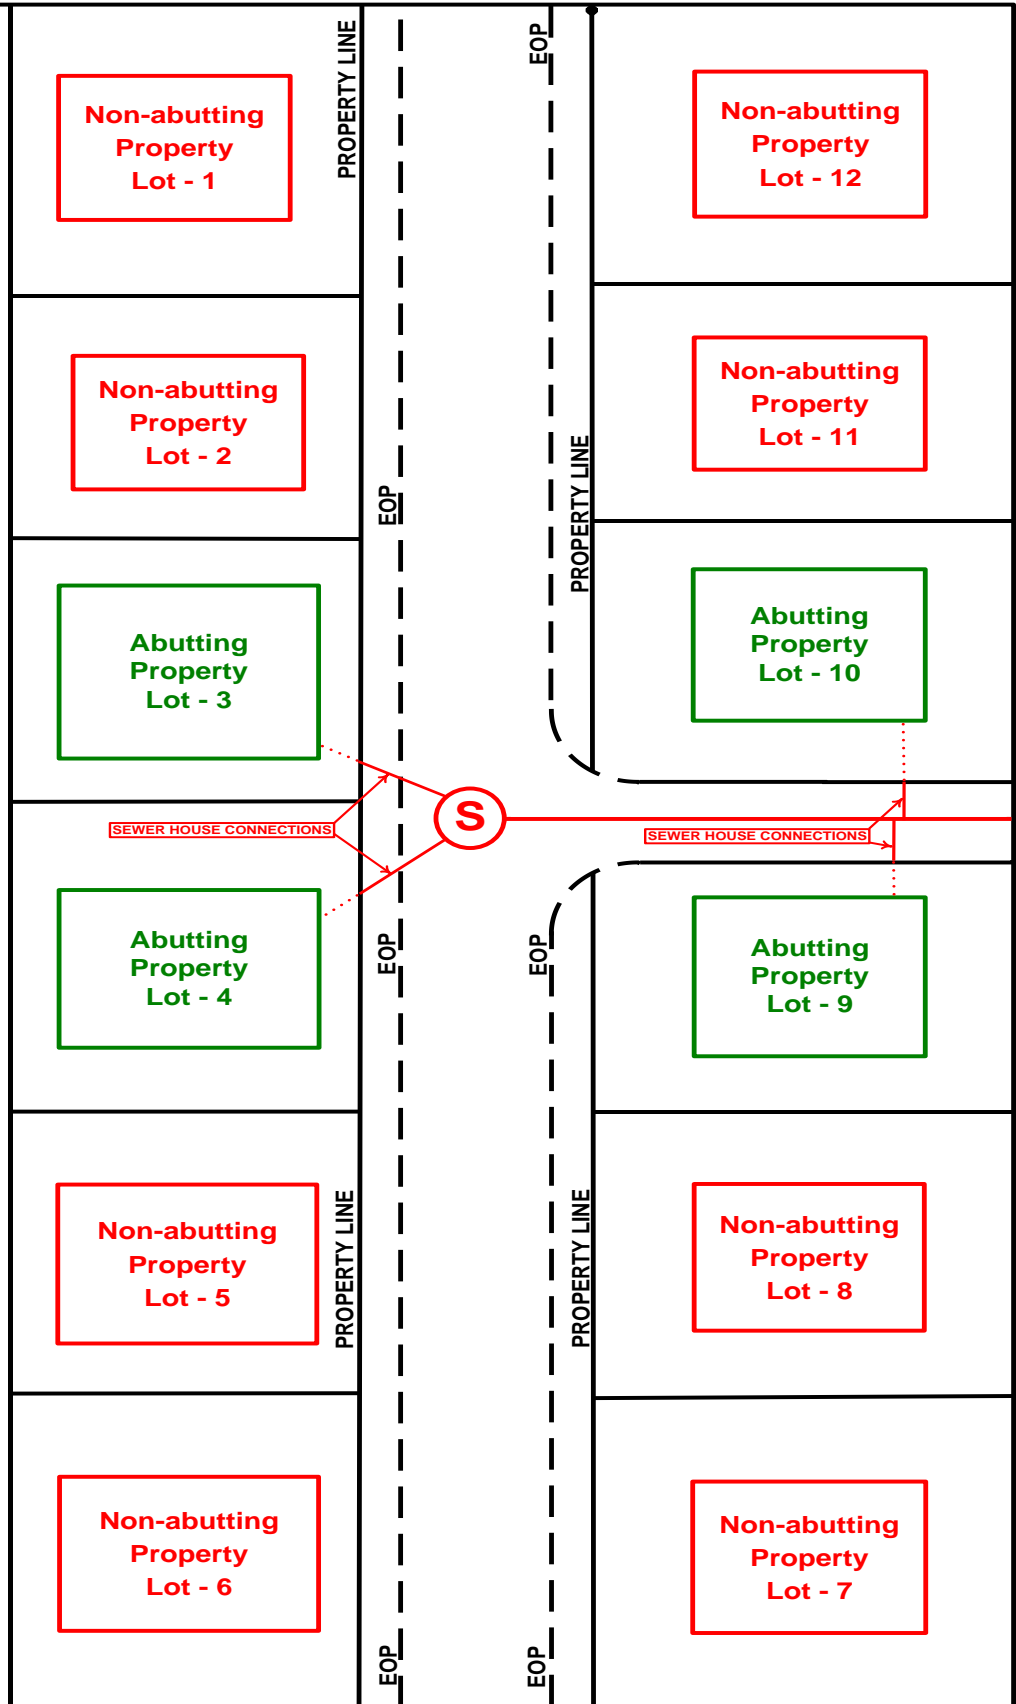 PROPERTY LINE
EOP
Non-abutting
Property
Lot - 1
Non-abutting
Property
Lot - 12
Non-abutting
Property
Lot - 2
Non-abutting
Property
Lot - 11
EOP
PROPERTY LINE
Abutting
Property
Lot - 3
Abutting
Property
Lot - 10
SEWER HOUSE CONNECTIONS
S
SEWER HOUSE CONNECTIONS
Abutting
Property
Lot - 4
EOP
EOP
Abutting
Property
Lot - 9
Non-abutting
Property
Lot - 5
PROPERTY LINE
PROPERTY LINE
Non-abutting
Property
Lot - 8
Non-abutting
Property
Lot - 6
EOP
EOP
Non-abutting
Property
Lot - 7